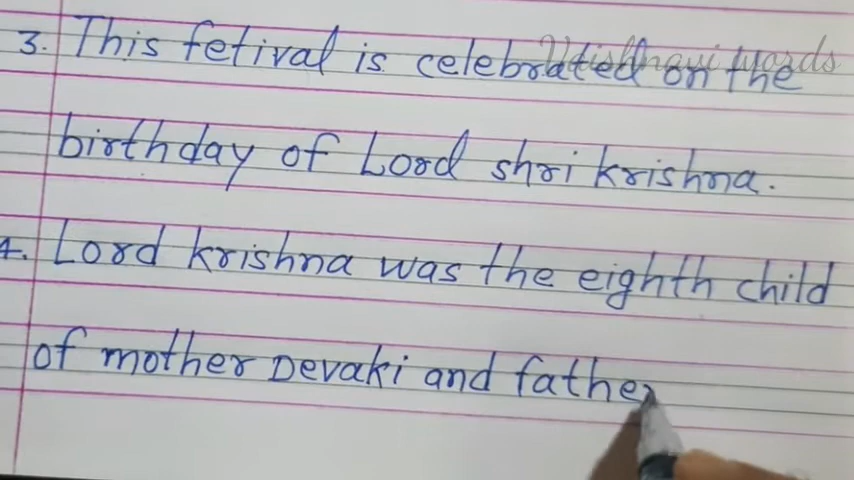 3. This fetival is celebrated on the
birthday of Lord shri krishna.
4. Lord krishna was the eighth child
of mother Devaki and father